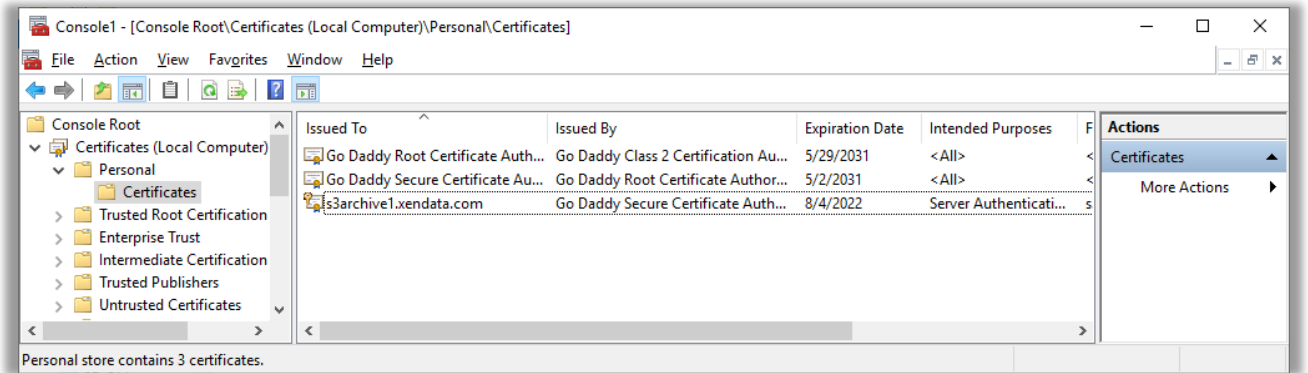 Console1 - [Console Root\Certificates (Local Computer)\Personal\Certificates]
File Action View Favorites Window Help
Console Root
Certificates (Local Computer)
Personal
Certificates
Trusted Root Certification
Enterprise Trust
Intermediate Certification
Trusted Publishers
Untrusted Certificates
Issued To Issued By Expiration Date Intended Purposes F
Go Daddy Root Certificate Auth... Go Daddy Class 2 Certification Au... 5/29/2031 <All> <
Go Daddy Secure Certificate Au... Go Daddy Root Certificate Author... 5/2/2031 <All> <
s3archive1.xendata.com Go Daddy Secure Certificate Auth... 8/4/2022 Server Authenticati... s
Actions
Certificates
More Actions
Personal store contains 3 certificates.